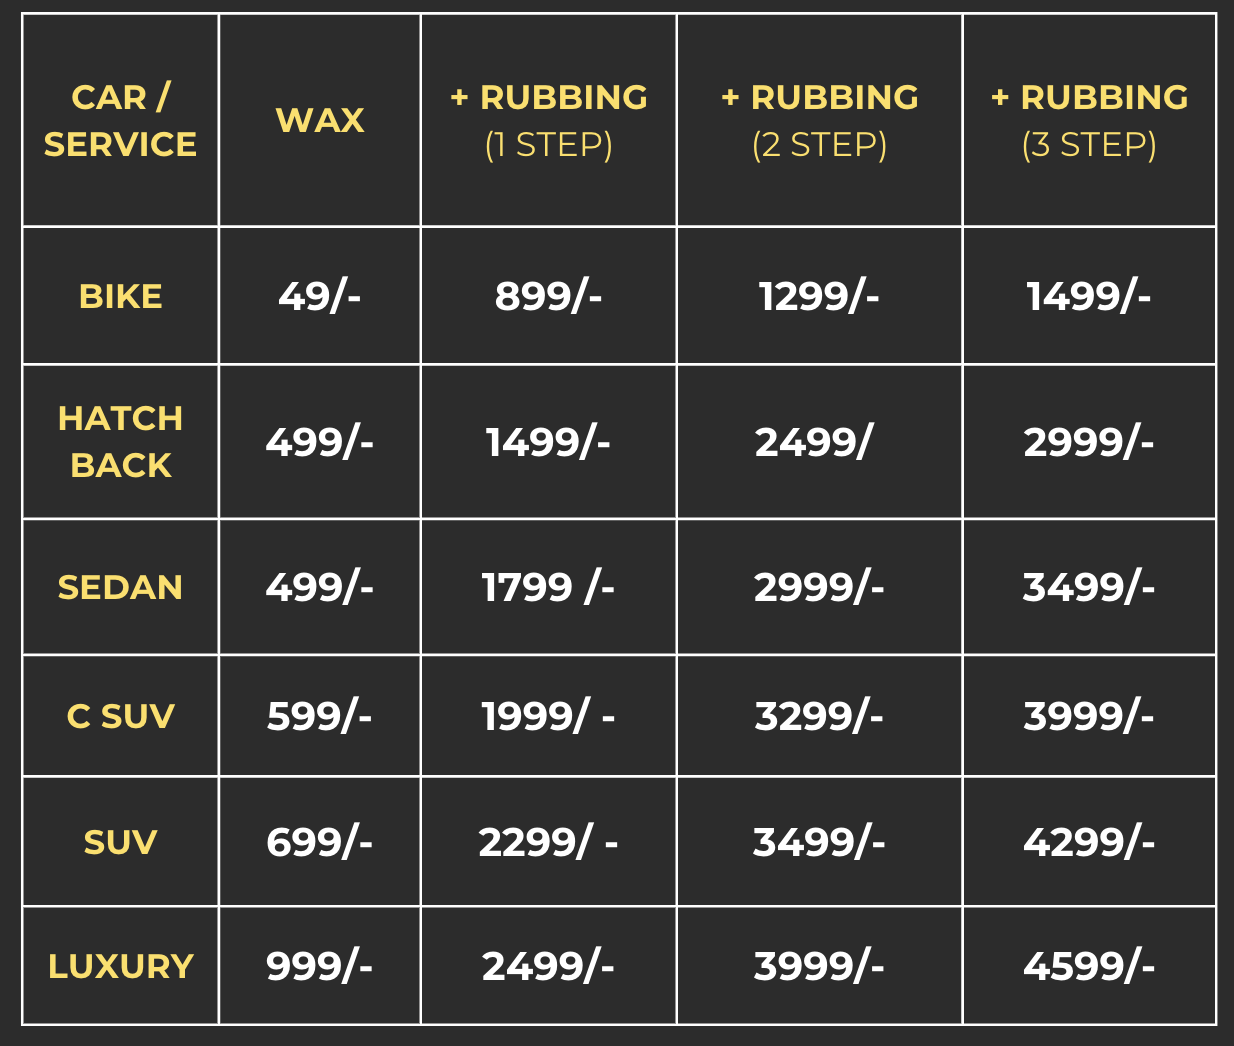 CAR /
SERVICE
WAX
+ RUBBING
(1 STEP)
+ RUBBING
(2 STEP)
+ RUBBING
(3 STEP)
BIKE
49/-
899/-
1299/-
1499/-
HATCH
BACK
499/-
1499/-
2499/
2999/-
SEDAN
499/-
1799 /-
2999/-
3499/-
C SUV
599/-
1999/ -
3299/-
3999/-
SUV
699/-
2299/ -
3499/-
4299/-
LUXURY
999/-
2499/-
3999/-
4599/-